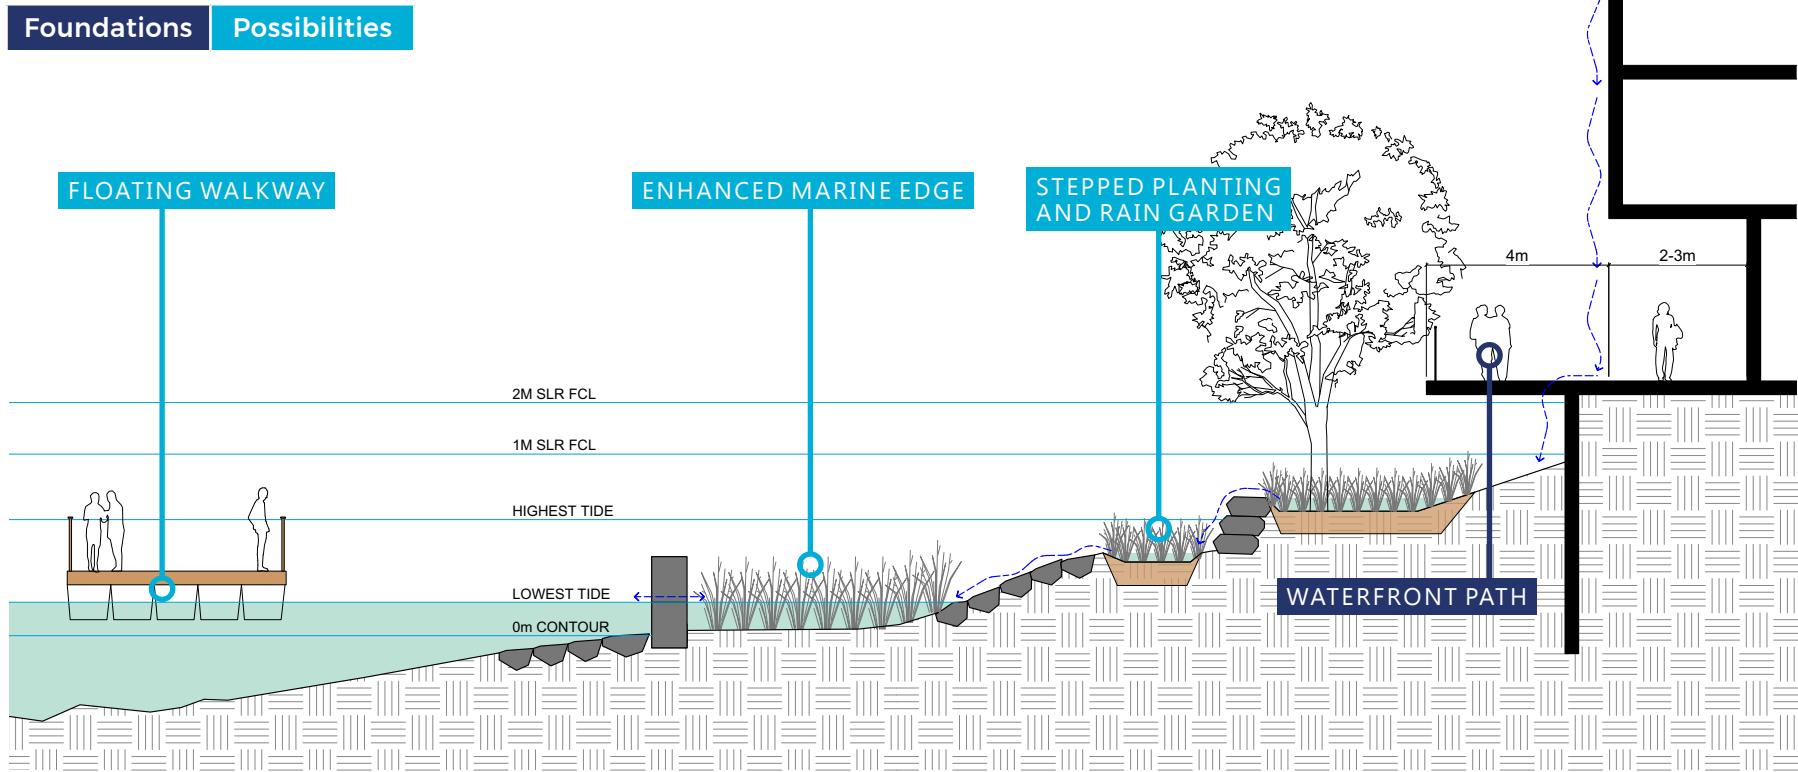 Foundations
Possibilities
FLOATING WALKWAY
ENHANCED MARINE EDGE
STEPPED PLANTING
AND RAIN GARDEN
4m
2-3m
2M SLR FCL
1M SLR FCL
HIGHEST TIDE
LOWEST TIDE
0m CONTOUR
WATERFRONT PATH